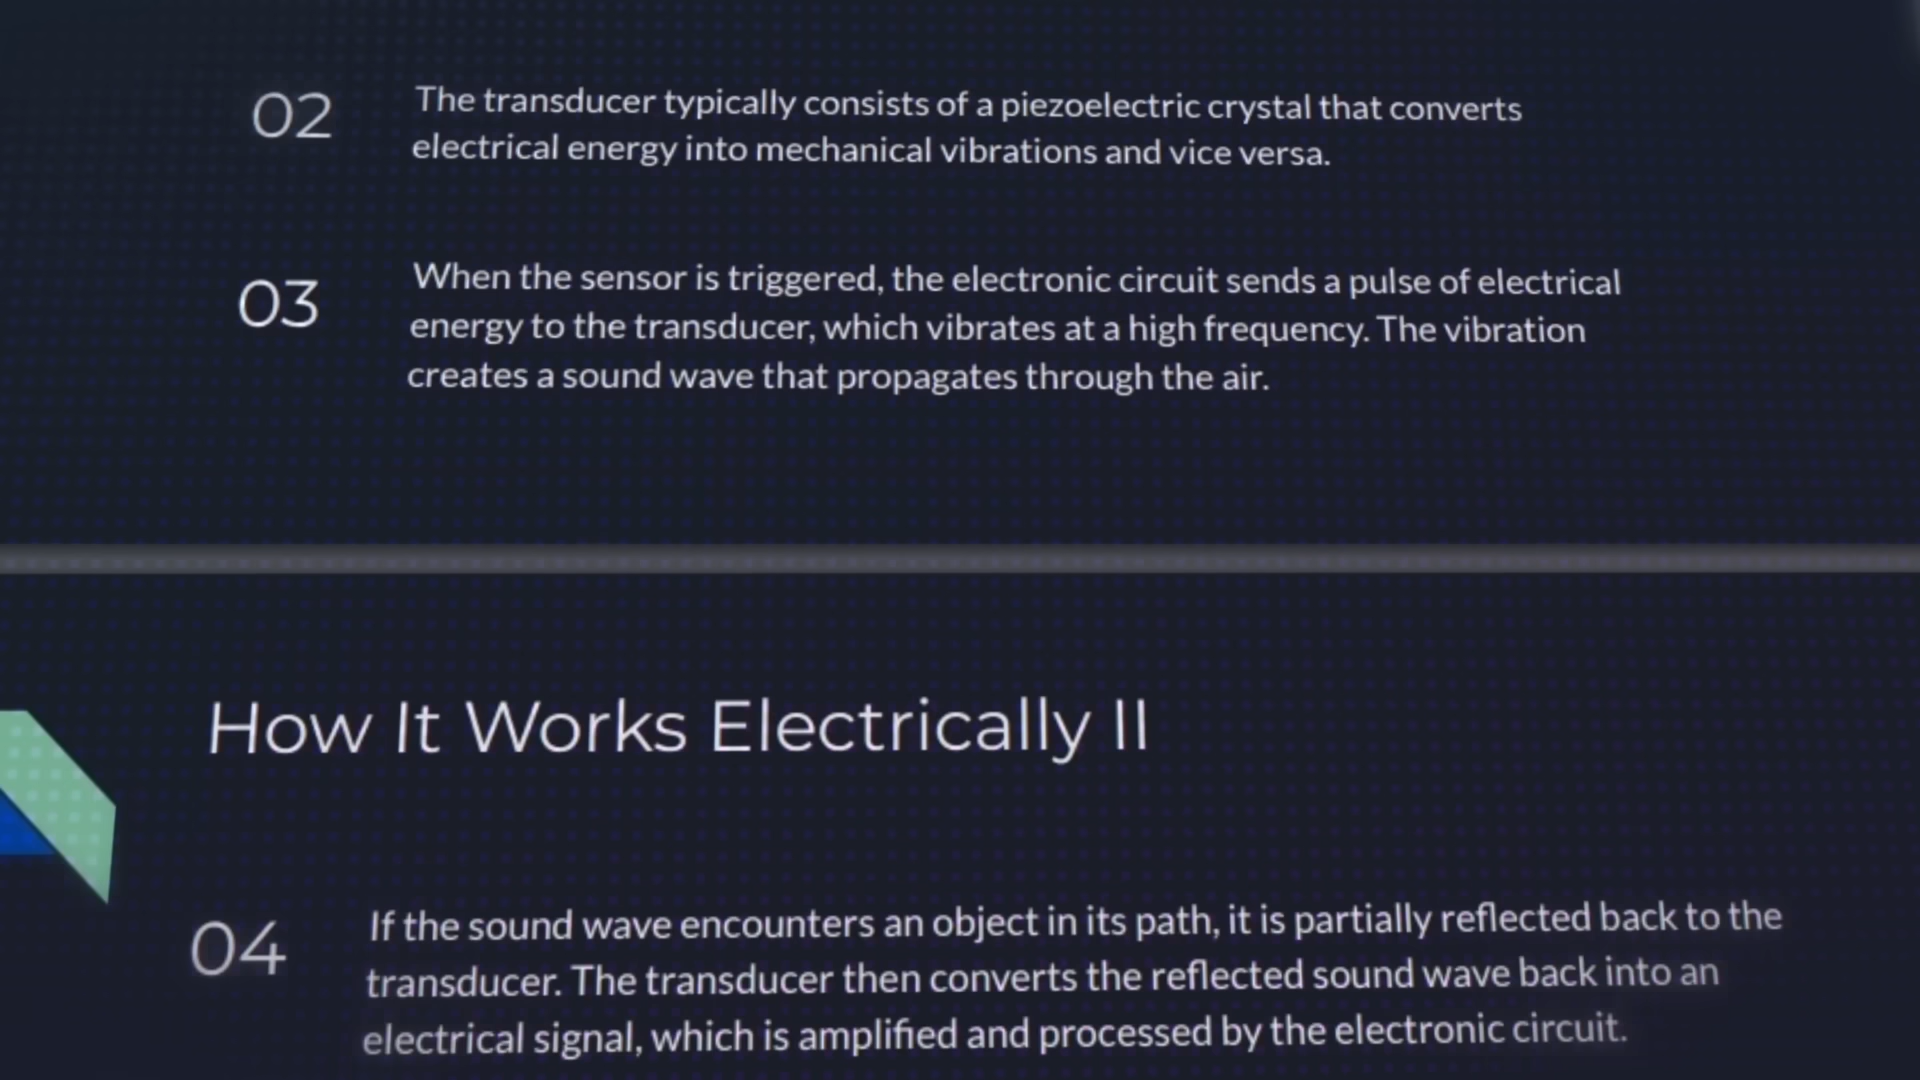 02
The transducer typically consists of a piezoelectric crystal that converts
electrical energy into mechanical vibrations and vice versa.
03
When the sensor is triggered, the electronic circuit sends a pulse of electrical
energy to the transducer, which vibrates at a high frequency. The vibration
creates a sound wave that propagates through the air.
How It Works Electrically II
04
If the sound wave encounters an object in its path, it is partially reflected back to the
transducer. The transducer then converts the reflected sound wave back into an
electrical signal, which is amplified and processed by the electronic circuit.